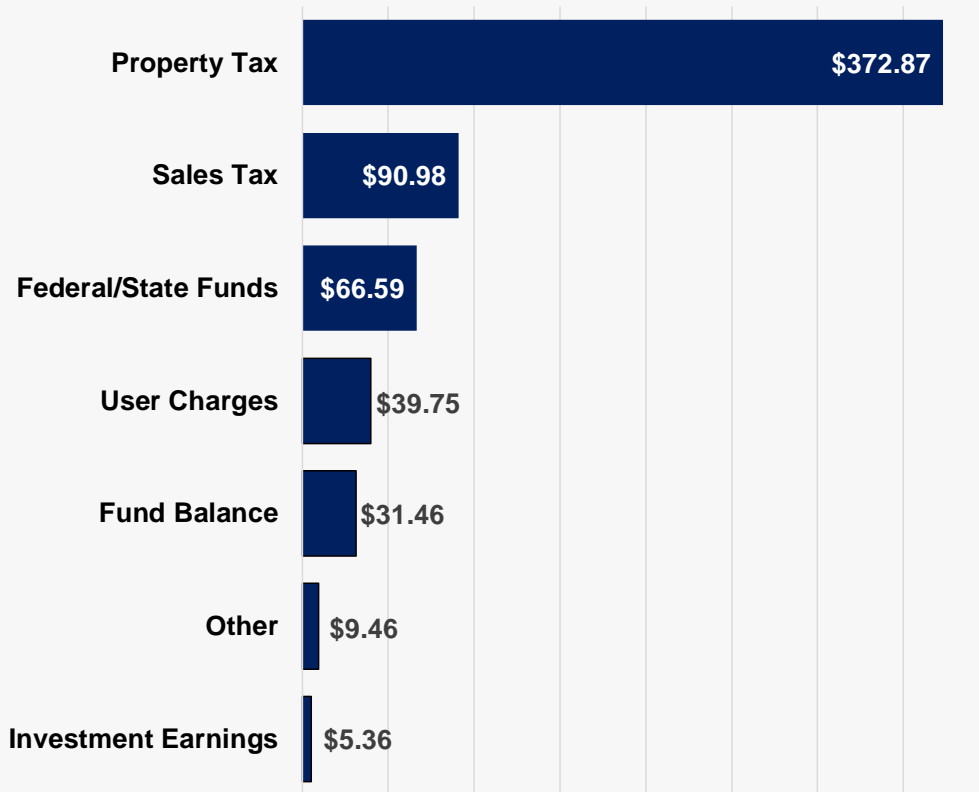 Property Tax $372.87
Sales Tax $90.98
Federal/State Funds $66.59
User Charges $39.75
Fund Balance $31.46
Other $9.46
Investment Earnings $5.36